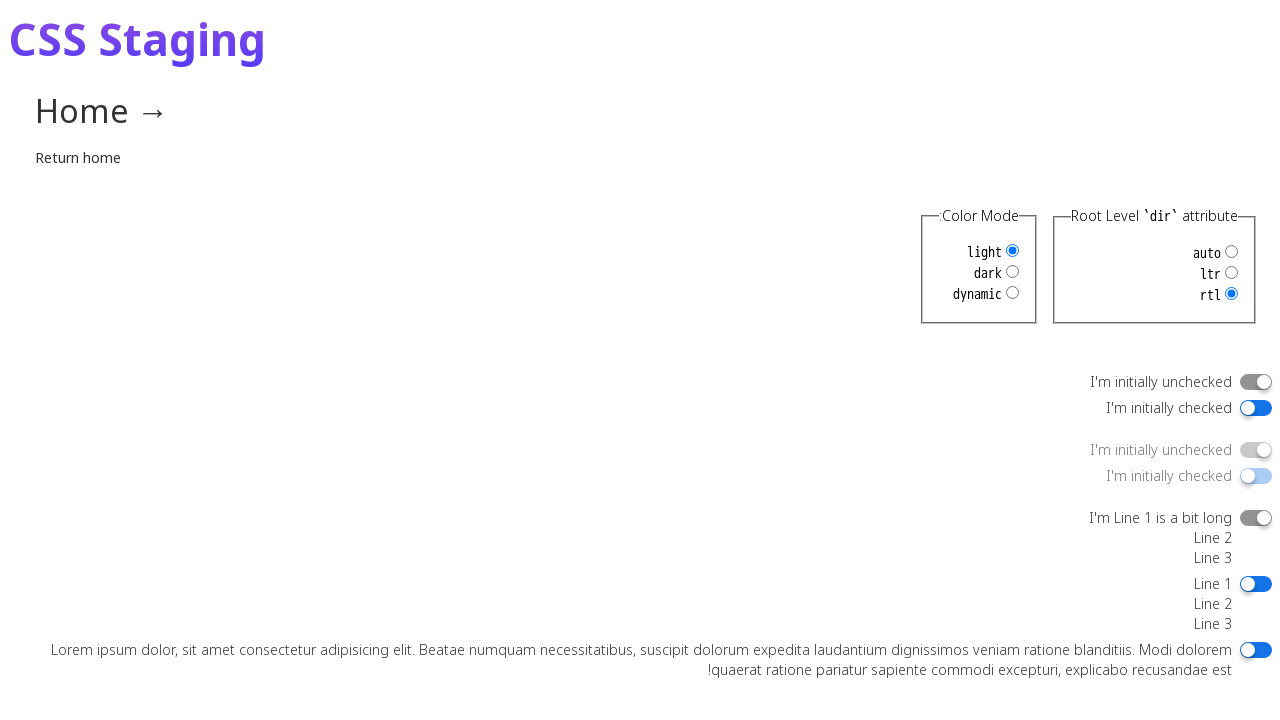 CSS Staging
Home →
Return home
Root Level `dir` attribute
auto
ltr
rtl
:Color Mode
light
dark
dynamic
I'm initially unchecked
I'm initially checked
I'm initially unchecked
I'm initially checked
I'm Line 1 is a bit long
Line 2
Line 3
Line 1
Line 2
Line 3
Lorem ipsum dolor, sit amet consectetur adipisicing elit. Beatae numquam necessitatibus, suscipit dolorum expedita laudantium dignissimos veniam ratione blanditiis. Modi dolorem
!quaerat ratione pariatur sapiente commodi excepturi, explicabo recusandae est